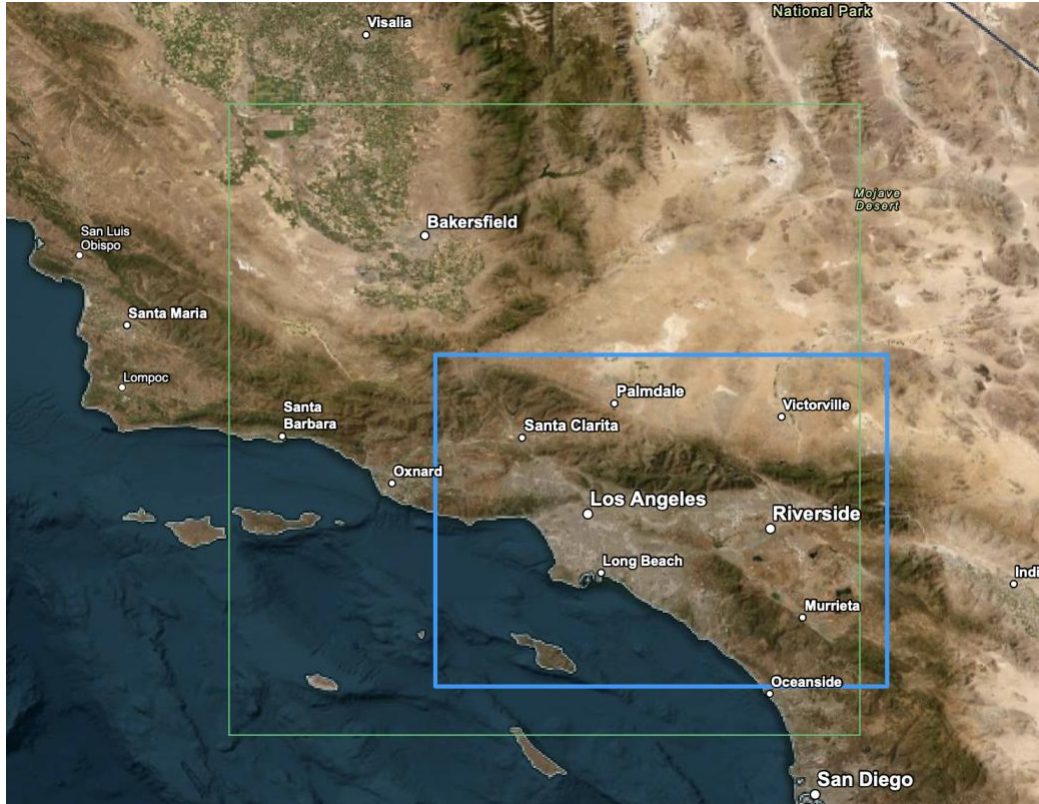 National Park
Visalia
Mojave
Desert
Bakersfield
San Luis
Obispo
Santa Maria
Lompoc
Palmdale
Victorville
Santa
Barbara
Santa Clarita
Oxnard
Los Angeles
Riverside
Long Beach
Indi
Murrieta
Oceanside
San Diego